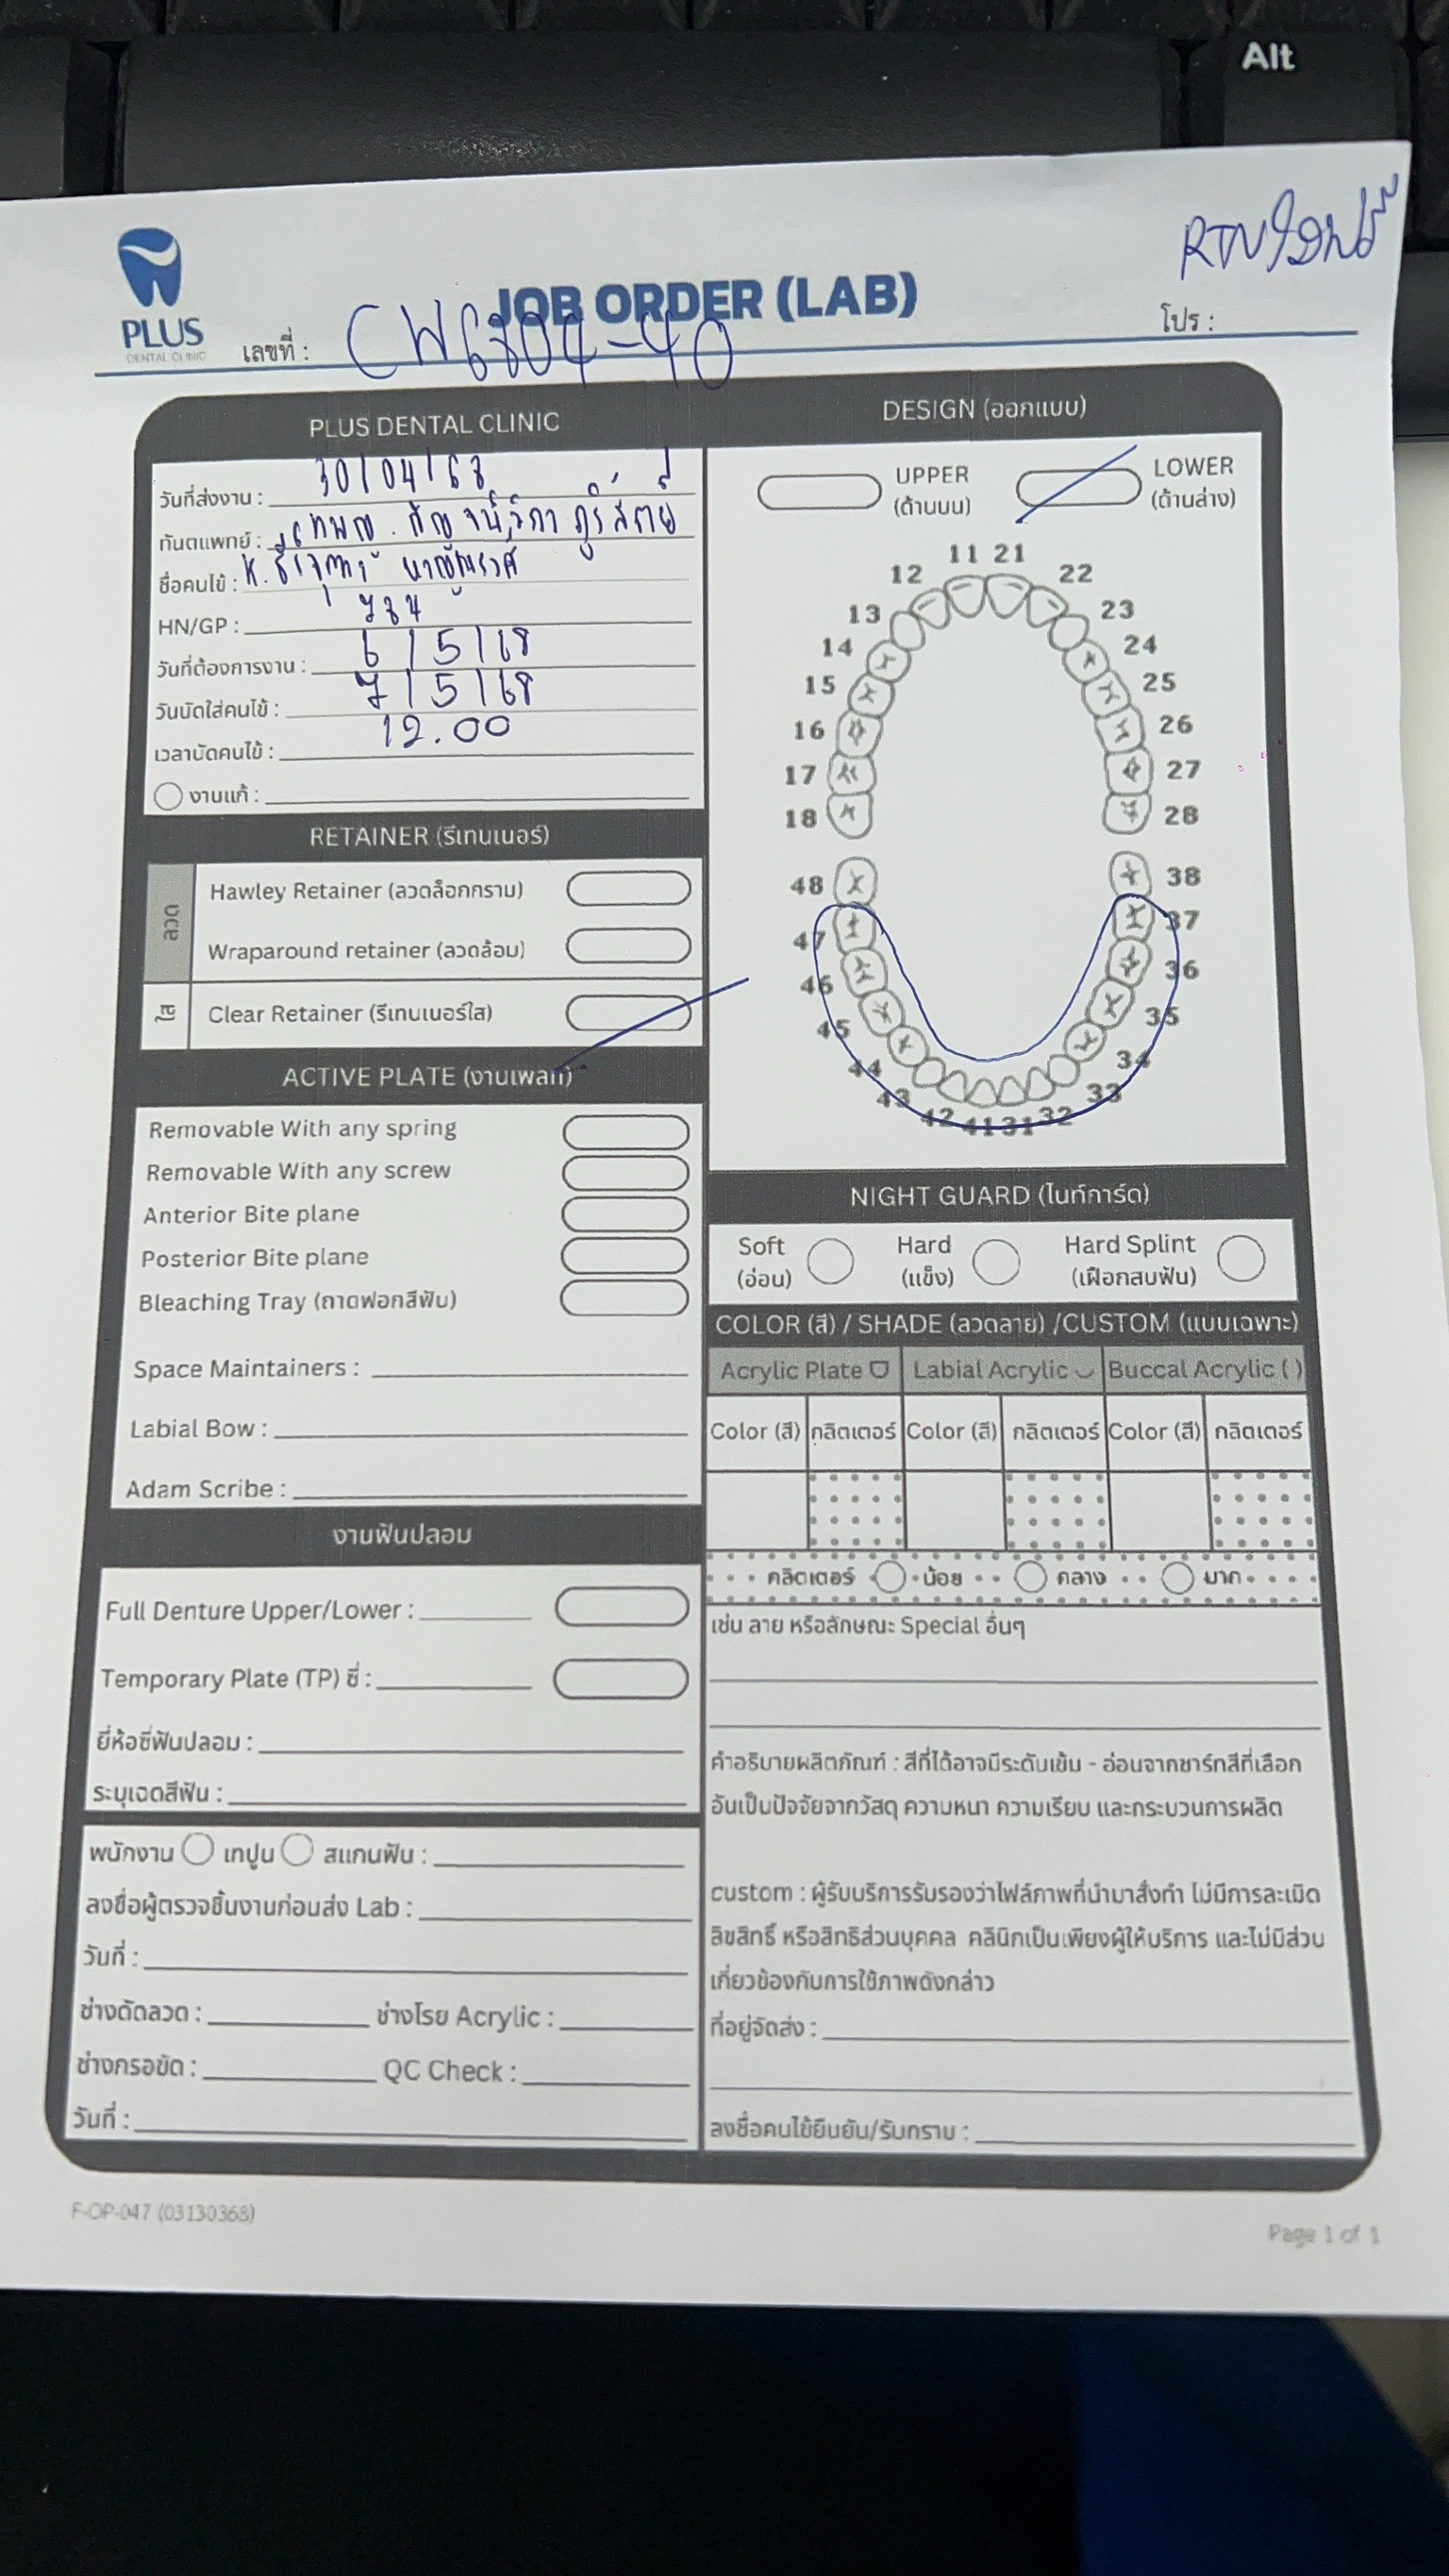 Alt
RTNใสฟรี
PLUS
DENTAL CLINIC
JOB ORDER (LAB)
เลขที่ : CW6804-40
โปร :
PLUS DENTAL CLINIC
วันที่ส่งงาน : 30/04/68
ทันตแพทย์ : ทพญ.
ชื่อคนไข้ : K.
HN/GP : 784
วันที่ต้องการงาน : 6/5/68
วันนัดใส่คนไข้ : 7/5/68
เวลานัดคนไข้ : 12.00
งานแก้ :
RETAINER (รีเทนเนอร์)
ลวด
Hawley Retainer (ลวดล็อกกราม)
Wraparound retainer (ลวดล้อม)
ใส
Clear Retainer (รีเทนเนอร์ใส)
ACTIVE PLATE (งานเพลท)
Removable With any spring
Removable With any screw
Anterior Bite plane
Posterior Bite plane
Bleaching Tray (ถาดฟอกสีฟัน)
Space Maintainers :
Labial Bow :
Adam Scribe :
งานฟันปลอม
Full Denture Upper/Lower :
Temporary Plate (TP) ซี่ :
ยี่ห้อซี่ฟันปลอม :
ระบุเฉดสีฟัน :
พนักงาน เทปูน สแกนฟัน :
ลงชื่อผู้ตรวจชิ้นงานก่อนส่ง Lab :
วันที่ :
ช่างดัดลวด : ช่างโรย Acrylic :
ช่างกรอขัด : QC Check :
วันที่ :
DESIGN (ออกแบบ)
UPPER
(ด้านบน)
LOWER
(ด้านล่าง)
11 21
12 22
13 23
14 24
15 25
16 26
17 27
18 28
48 38
47 37
46 36
45 35
44 34
43 33
42 41 31 32
NIGHT GUARD (ไนท์การ์ด)
Soft
(อ่อน)
Hard
(แข็ง)
Hard Splint
(เฝือกสบฟัน)
COLOR (สี) / SHADE (ลวดลาย) /CUSTOM (แบบเฉพาะ)
Acrylic Plate Labial Acrylic Buccal Acrylic ( )
Color (สี) กลิตเตอร์ Color (สี) กลิตเตอร์ Color (สี) กลิตเตอร์
กลิตเตอร์ น้อย กลาง มาก
เช่น ลาย หรือลักษณะ Special อื่นๆ
คำอธิบายผลิตภัณฑ์ : สีที่ได้อาจมีระดับเข้ม - อ่อนจากชาร์ทสีที่เลือก
อันเป็นปัจจัยจากวัสดุ ความหนา ความเรียบ และกระบวนการผลิต
custom : ผู้รับบริการรับรองว่าไฟล์ภาพที่นำมาสั่งทำ ไม่มีการละเมิด
ลิขสิทธิ์ หรือสิทธิส่วนบุคคล คลินิกเป็นเพียงผู้ให้บริการ และไม่มีส่วน
เกี่ยวข้องกับการใช้ภาพดังกล่าว
ที่อยู่จัดส่ง :
ลงชื่อคนไข้ยืนยัน/รับทราบ :
F-OP-047 (03130368)
Page 1 of 1